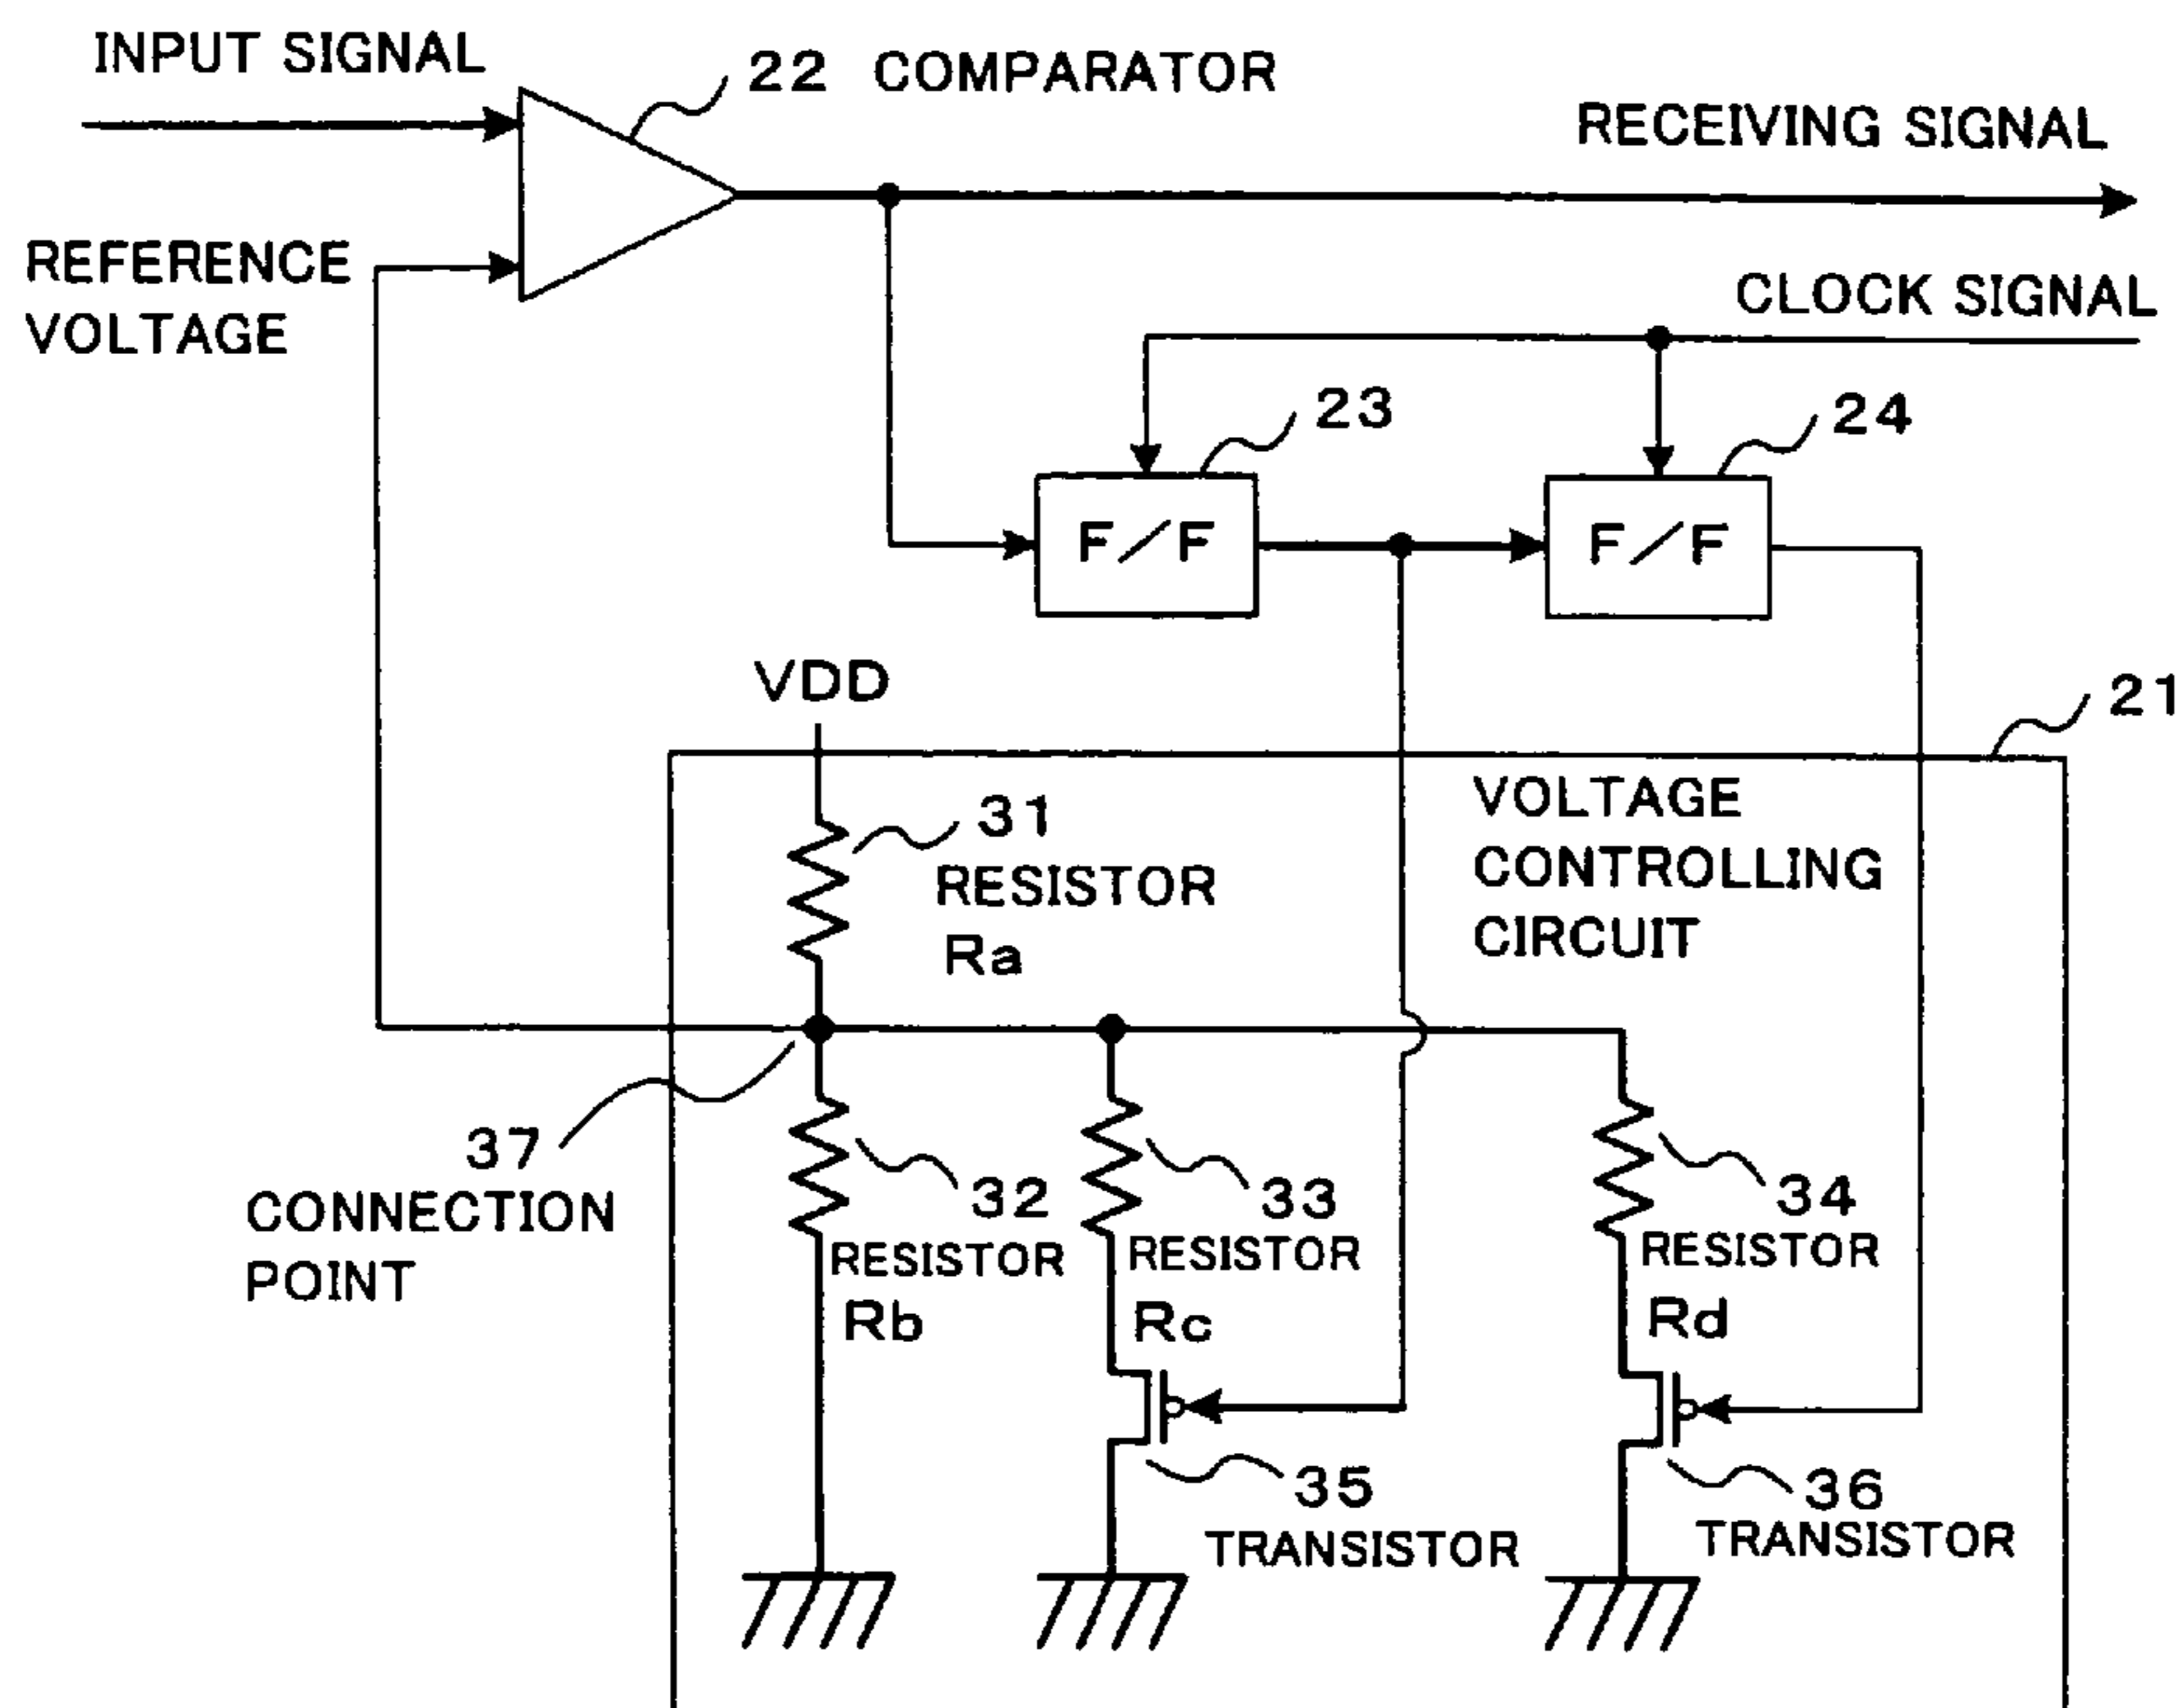 INPUT SIGNAL
22 COMPARATOR
RECEIVING SIGNAL
REFERENCE
VOLTAGE
CLOCK SIGNAL
23
24
F/F
F/F
VDD
21
31
RESISTOR
Ra
VOLTAGE
CONTROLLING
CIRCUIT
37
CONNECTION
POINT
32
RESISTOR
Rb
33
RESISTOR
Rc
34
RESISTOR
Rd
35
TRANSISTOR
36
TRANSISTOR